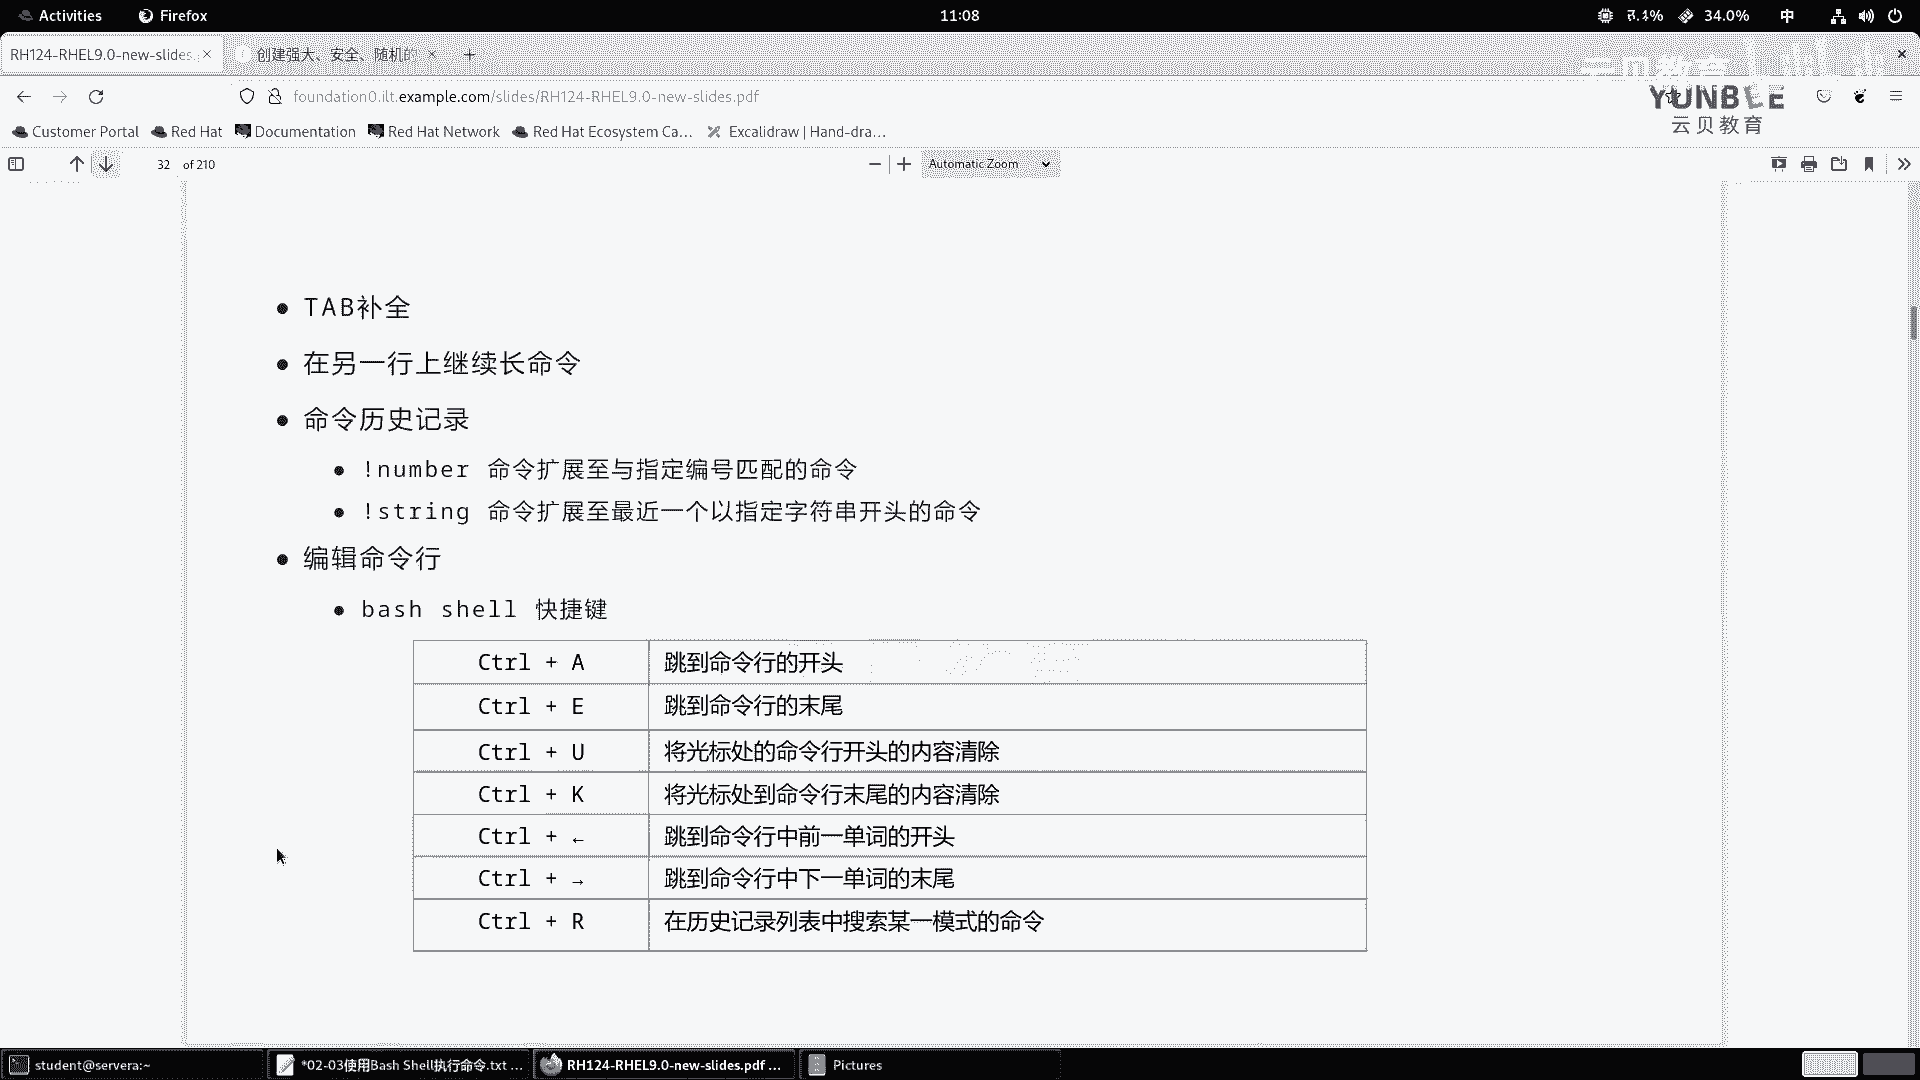 Activities Firefox 11:08 34.0% 中
RH124-RHEL9.0-new-slides. 创建强大、安全、随机的
foundation0.ilt.example.com/slides/RH124-RHEL9.0-new-slides.pdf
YUNBEE
云贝教育
Customer Portal Red Hat Documentation Red Hat Network Red Hat Ecosystem Ca… Excalidraw | Hand-dra…
32 of 210 Automatic Zoom
TAB补全
在另一行上继续长命令
命令历史记录
!number 命令扩展至与指定编号匹配的命令
!string 命令扩展至最近一个以指定字符串开头的命令
编辑命令行
bash shell 快捷键
Ctrl + A 跳到命令行的开头
Ctrl + E 跳到命令行的末尾
Ctrl + U 将光标处的命令行开头的内容清除
Ctrl + K 将光标处到命令行末尾的内容清除
Ctrl + ← 跳到命令行中前一单词的开头
Ctrl + → 跳到命令行中下一单词的末尾
Ctrl + R 在历史记录列表中搜索某一模式的命令
student@servera:~ *02-03使用Bash Shell执行命令.txt … RH124-RHEL9.0-new-slides.pdf … Pictures